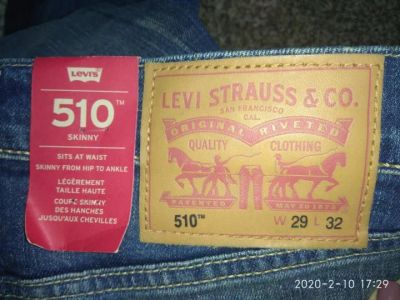 Levi's
510™
SKINNY
SITS AT WAIST
SKINNY FROM HIP TO ANKLE
LÉGÈREMENT
TAILLE HAUTE
COUPE SKINNY
DES HANCHES
JUSQU'AUX CHEVILLES
LEVI STRAUSS & CO.
SAN FRANCISCO
CAL.
ORIGINAL RIVETED
QUALITY CLOTHING
PATENTED MAY 20 1873
510™ W 29 L 32
2020-2-10 17:29